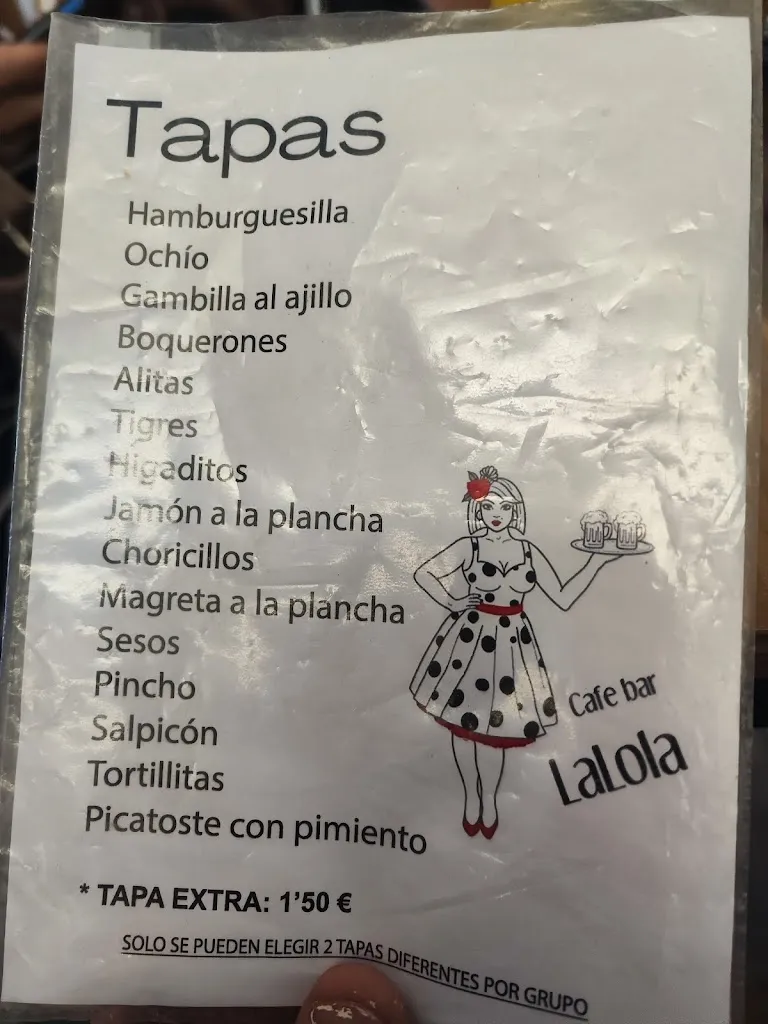 Tapas
Hamburguesilla
Ochío
Gambilla al ajillo
Boquerones
Alitas
Tigres
Higaditos
Jamón a la plancha
Choricillos
Magreta a la plancha
Sesos
Pincho
Salpicón
Tortillitas
Picatoste con pimiento
Cafe bar
LaLola
* TAPA EXTRA: 1'50 €
SOLO SE PUEDEN ELEGIR 2 TAPAS DIFERENTES POR GRUPO